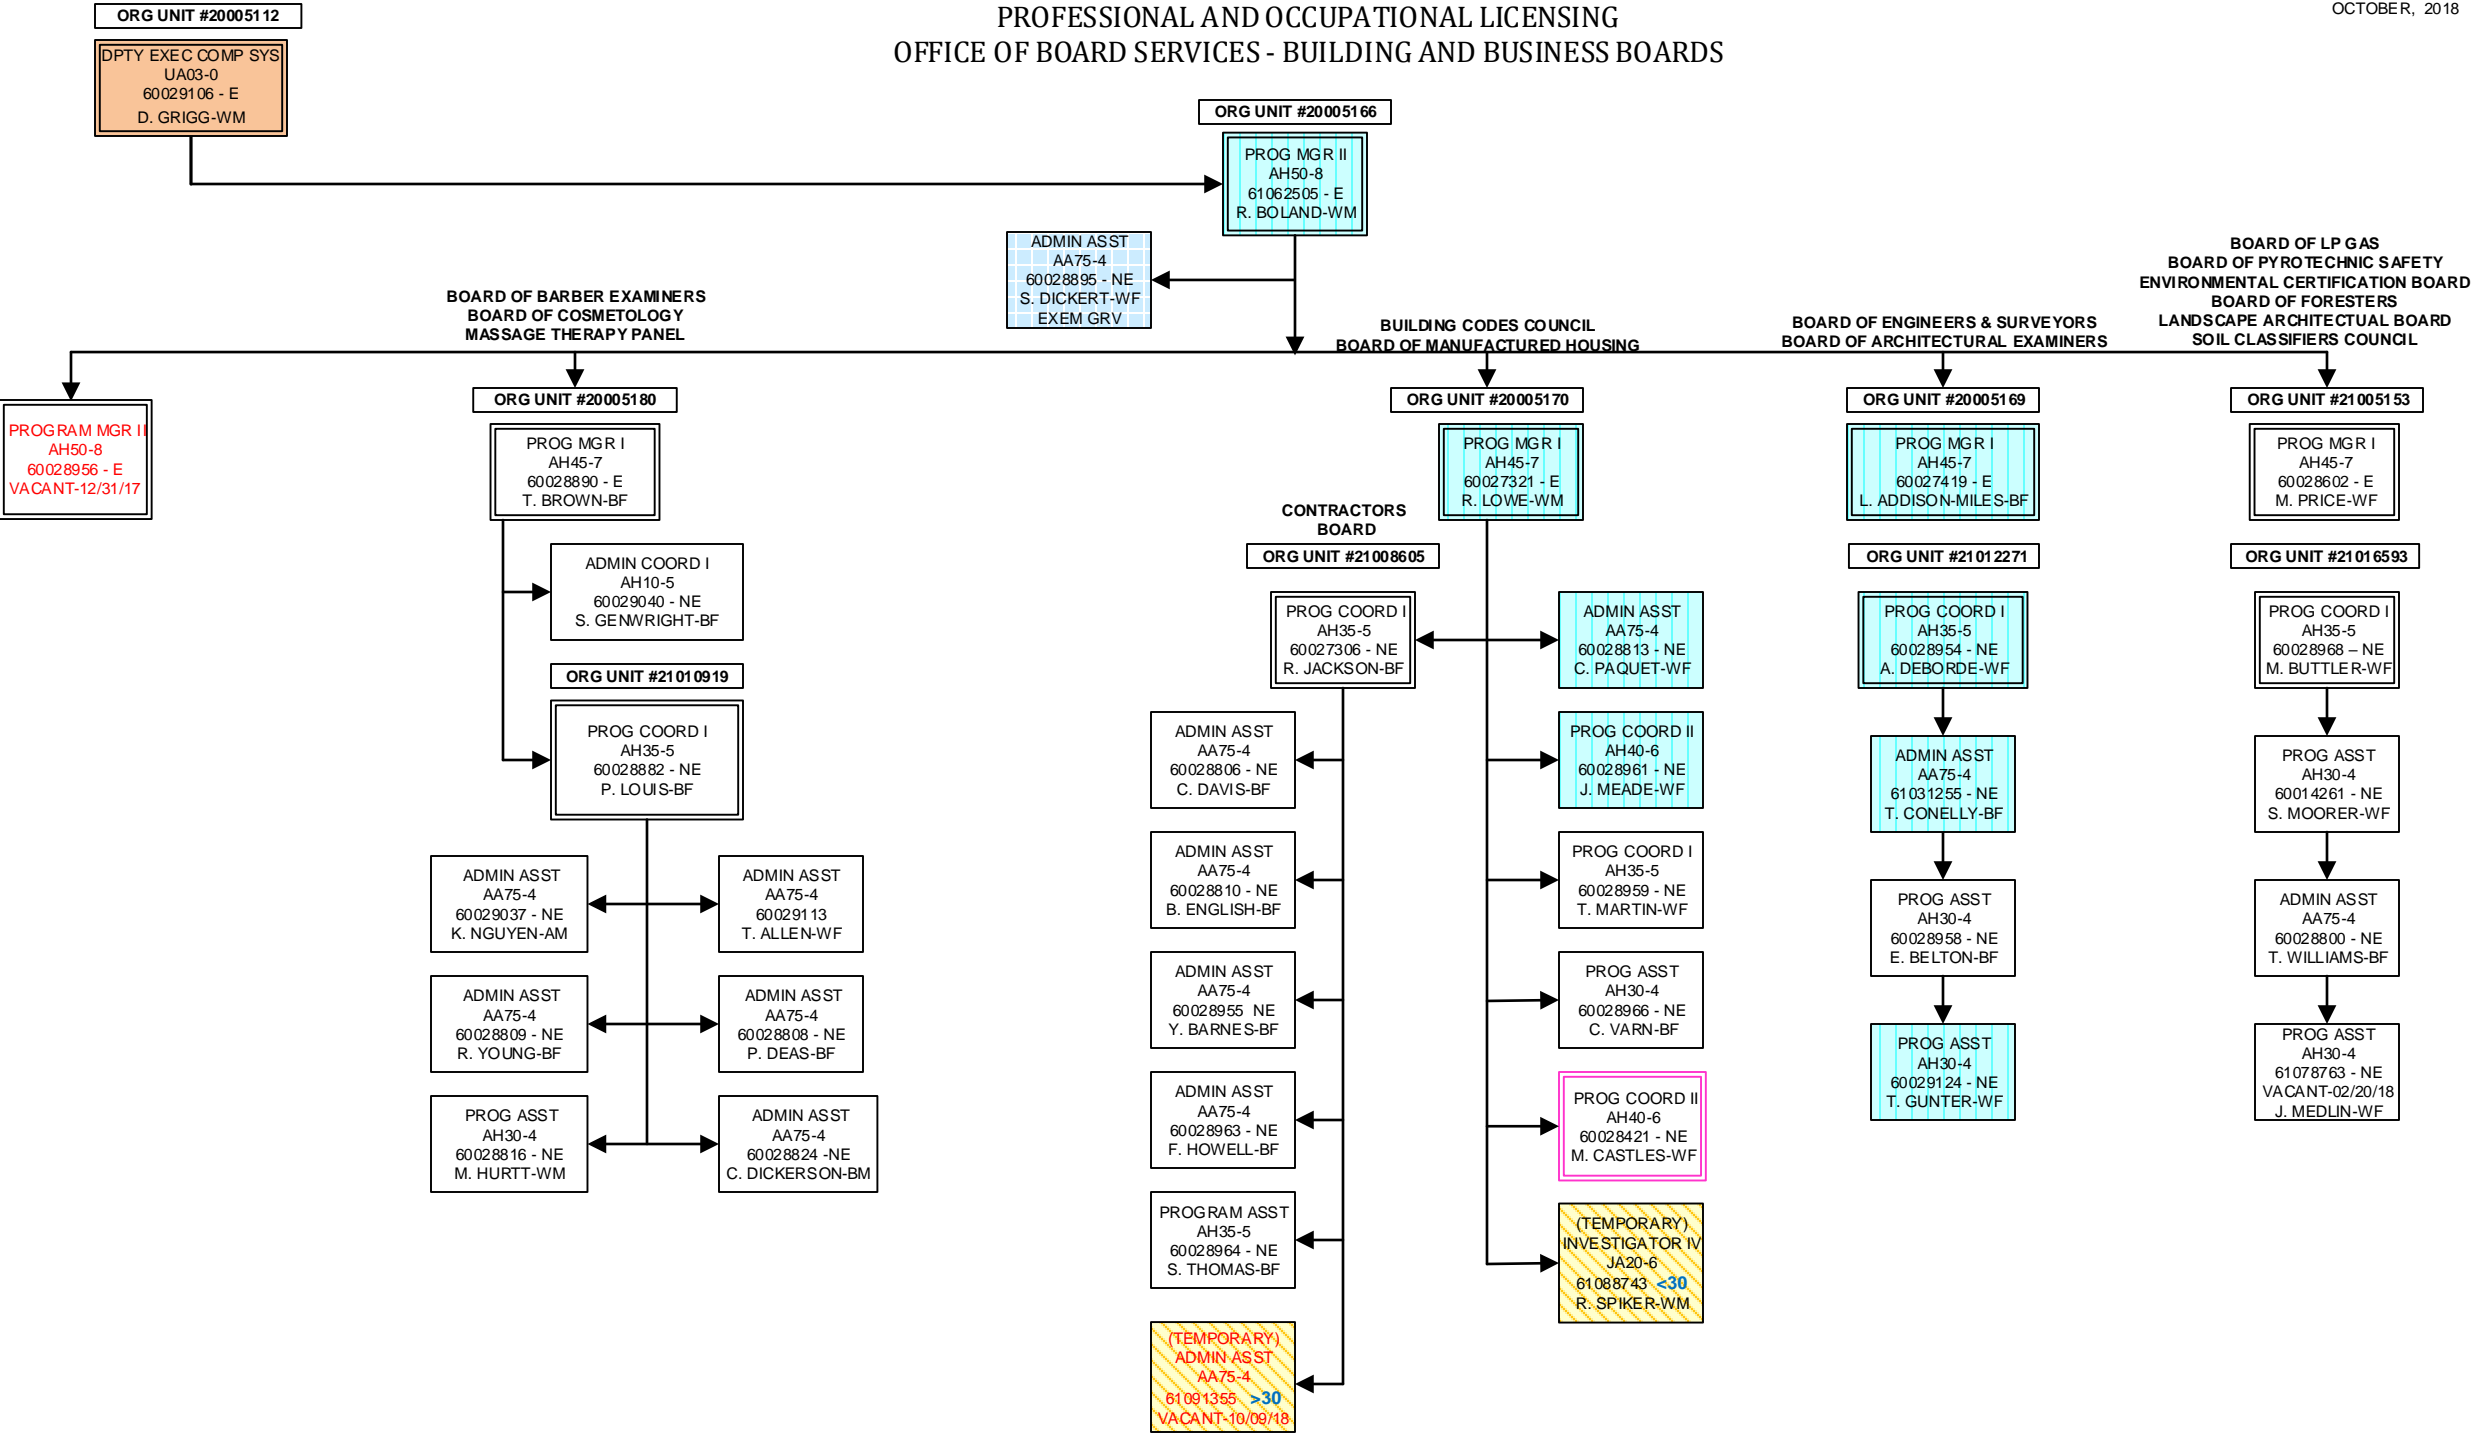 ORG UNIT #20005112
PROFESSIONAL AND OCCUPATIONAL LICENSING
OFFICE OF BOARD SERVICES - BUILDING AND BUSINESS BOARDS
OCTOBER, 2018
DPTY EXEC COMP SYS
UA03-0
60029106 - E
D. GRIGG-WM
ORG UNIT #20005166
PROG MGR II
AH50-8
61062505 - E
R. BOLAND-WM
ADMIN ASST
AA75-4
60028895 - NE
S. DICKERT-WF
EXEM GRV
BOARD OF BARBER EXAMINERS
BOARD OF COSMETOLOGY
MASSAGE THERAPY PANEL
BUILDING CODES COUNCIL
BOARD OF MANUFACTURED HOUSING
BOARD OF ENGINEERS & SURVEYORS
BOARD OF ARCHITECTURAL EXAMINERS
BOARD OF LP GAS
BOARD OF PYROTECHNIC SAFETY
ENVIRONMENTAL CERTIFICATION BOARD
BOARD OF FORESTERS
LANDSCAPE ARCHITECTUAL BOARD
SOIL CLASSIFIERS COUNCIL
PROGRAM MGR II
AH50-8
60028956 - E
VACANT-12/31/17
ORG UNIT #20005180
PROG MGR I
AH45-7
60028890 - E
T. BROWN-BF
ADMIN COORD I
AH10-5
60029040 - NE
S. GENWRIGHT-BF
ORG UNIT #21010919
PROG COORD I
AH35-5
60028882 - NE
P. LOUIS-BF
ADMIN ASST
AA75-4
60029037 - NE
K. NGUYEN-AM
ADMIN ASST
AA75-4
60029113
T. ALLEN-WF
ADMIN ASST
AA75-4
60028809 - NE
R. YOUNG-BF
ADMIN ASST
AA75-4
60028808 - NE
P. DEAS-BF
PROG ASST
AH30-4
60028816 - NE
M. HURTT-WM
ADMIN ASST
AA75-4
60028824 -NE
C. DICKERSON-BM
ORG UNIT #20005170
PROG MGR I
AH45-7
60027321 - E
R. LOWE-WM
CONTRACTORS
BOARD
ORG UNIT #21008605
PROG COORD I
AH35-5
60027306 - NE
R. JACKSON-BF
ADMIN ASST
AA75-4
60028806 - NE
C. DAVIS-BF
ADMIN ASST
AA75-4
60028810 - NE
B. ENGLISH-BF
ADMIN ASST
AA75-4
60028955 NE
Y. BARNES-BF
ADMIN ASST
AA75-4
60028963 - NE
F. HOWELL-BF
PROGRAM ASST
AH35-5
60028964 - NE
S. THOMAS-BF
(TEMPORARY)
ADMIN ASST
AA75-4
61091355 >30
VACANT-10/09/18
ADMIN ASST
AA75-4
60028813 - NE
C. PAQUET-WF
PROG COORD II
AH40-6
60028961 - NE
J. MEADE-WF
PROG COORD I
AH35-5
60028959 - NE
T. MARTIN-WF
PROG ASST
AH30-4
60028966 - NE
C. VARN-BF
PROG COORD II
AH40-6
60028421 - NE
M. CASTLES-WF
(TEMPORARY)
INVESTIGATOR IV
JA20-6
61088743 <30
R. SPIKER-WM
ORG UNIT #20005169
PROG MGR I
AH45-7
60027419 - E
L. ADDISON-MILES-BF
ORG UNIT #21012271
PROG COORD I
AH35-5
60028954 - NE
A. DEBORDE-WF
ADMIN ASST
AA75-4
61031255 - NE
T. CONELLY-BF
PROG ASST
AH30-4
60028958 - NE
E. BELTON-BF
PROG ASST
AH30-4
60029124 - NE
T. GUNTER-WF
ORG UNIT #21005153
PROG MGR I
AH45-7
60028602 - E
M. PRICE-WF
ORG UNIT #21016593
PROG COORD I
AH35-5
60028968 – NE
M. BUTTLER-WF
PROG ASST
AH30-4
60014261 - NE
S. MOORER-WF
ADMIN ASST
AA75-4
60028800 - NE
T. WILLIAMS-BF
PROG ASST
AH30-4
61078763 - NE
VACANT-02/20/18
J. MEDLIN-WF